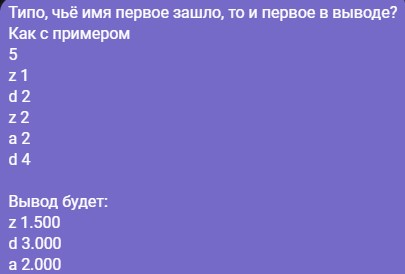 Типо, чьё имя первое зашло, то и первое в выводе?
Как с примером
5
z 1
d 2
z 2
a 2
d 4

Вывод будет:
z 1.500
d 3.000
a 2.000